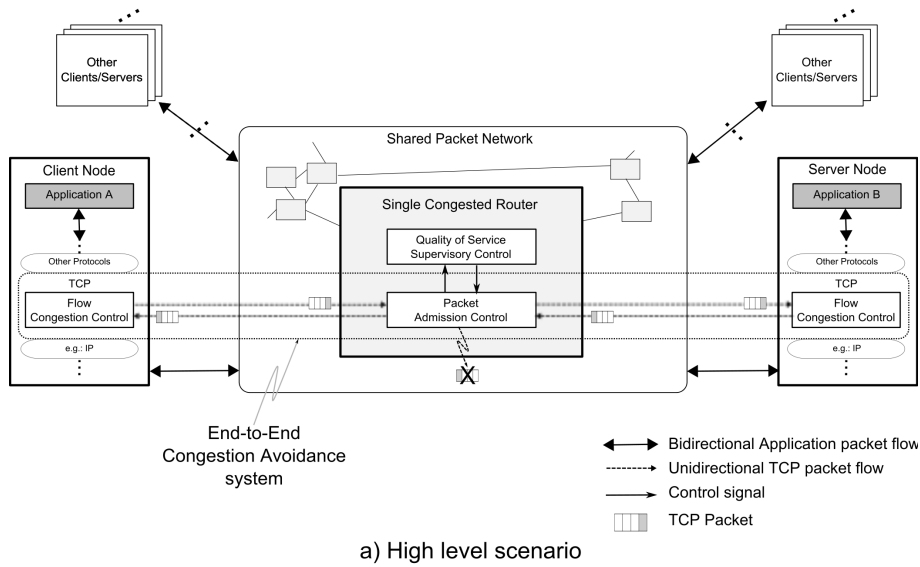 Other
Clients/Servers
Other
Clients/Servers
Shared Packet Network
Client Node
Application A
Other Protocols
TCP
Flow
Congestion Control
e.g.: IP
Single Congested Router
Quality of Service
Supervisory Control
Packet
Admission Control
X
Server Node
Application B
Other Protocols
TCP
Flow
Congestion Control
e.g.: IP
End-to-End
Congestion Avoidance
system
Bidirectional Application packet flow
Unidirectional TCP packet flow
Control signal
TCP Packet
a) High level scenario